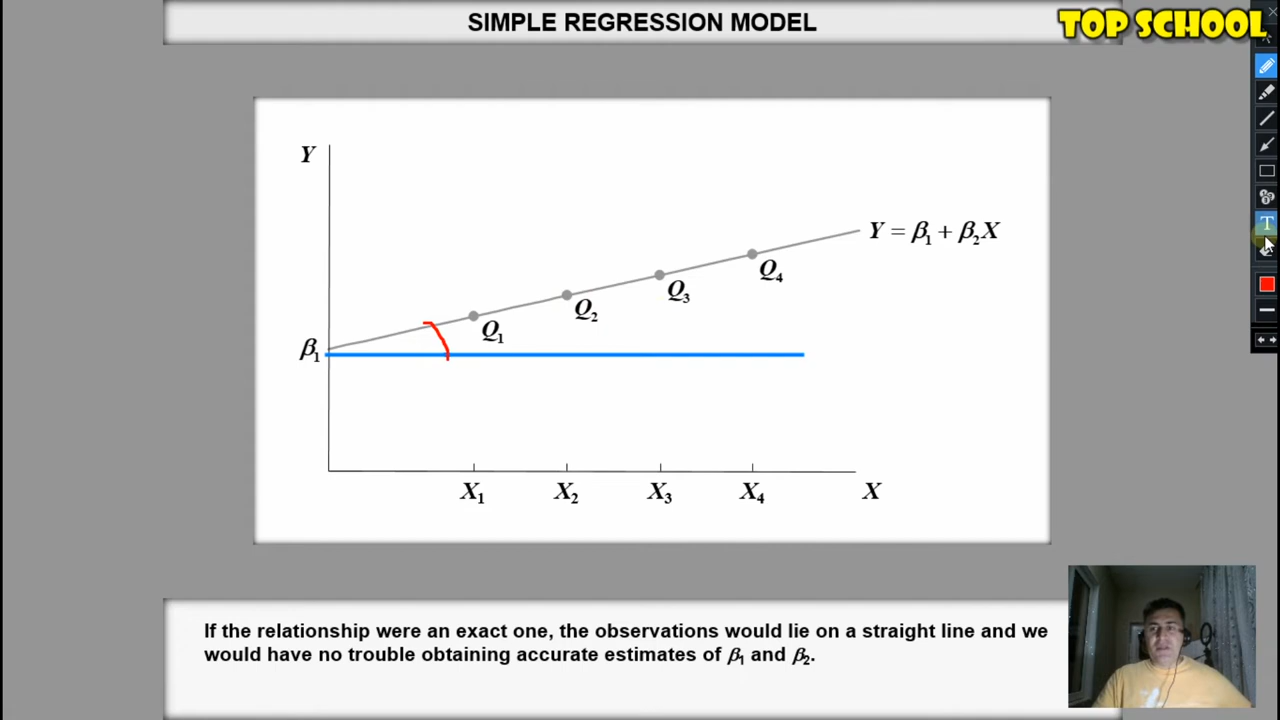 SIMPLE REGRESSION MODEL
TOP SCHOOL
T
Y
Y = β₁ + β₂X
Q₄
Q₃
Q₂
Q₁
β₁
X₁ X₂ X₃ X₄ X
If the relationship were an exact one, the observations would lie on a straight line and we
would have no trouble obtaining accurate estimates of β₁ and β₂.